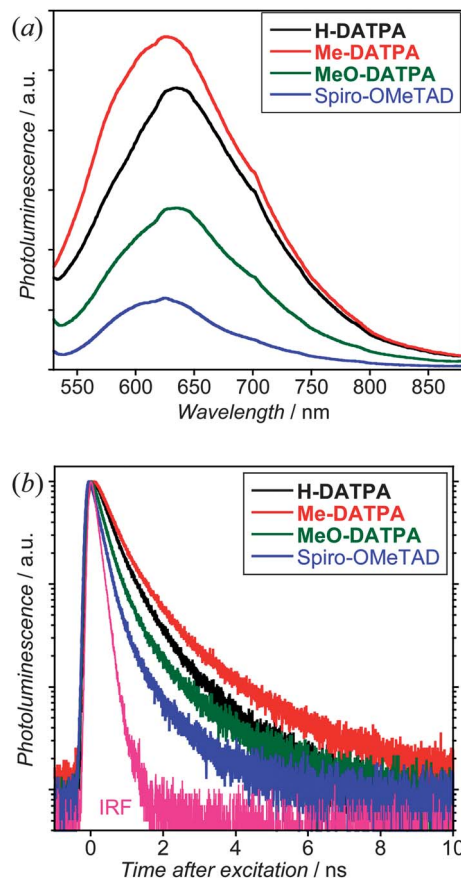 (a)
H-DATPA
Me-DATPA
MeO-DATPA
Spiro-OMeTAD
Photoluminescence / a.u.
550 600 650 700 750 800 850
Wavelength / nm
(b)
H-DATPA
Me-DATPA
MeO-DATPA
Spiro-OMeTAD
Photoluminescence / a.u.
IRF
0 2 4 6 8 10
Time after excitation / ns